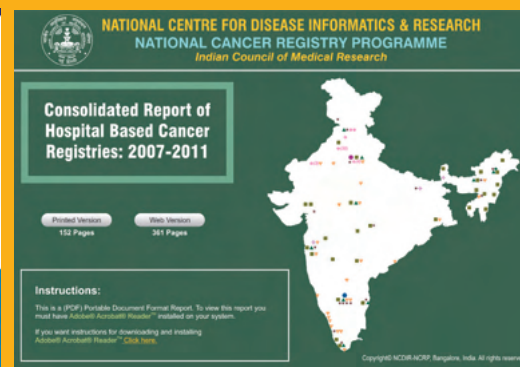 NATIONAL CENTRE FOR DISEASE INFORMATICS & RESEARCH
NATIONAL CANCER REGISTRY PROGRAMME
Indian Council of Medical Research
Consolidated Report of
Hospital Based Cancer
Registries: 2007-2011
Printed Version
152 Pages
Web Version
361 Pages
Instructions:
This is a (PDF) Portable Document Format Report. To view this report you
must have Adobe® Acrobat® Reader™ installed on your system.
If you want instructions for downloading and installing
Adobe® Acrobat® Reader™ Click here.
Copyright© NCDIR-NCRP, Bangalore, India. All rights reserve